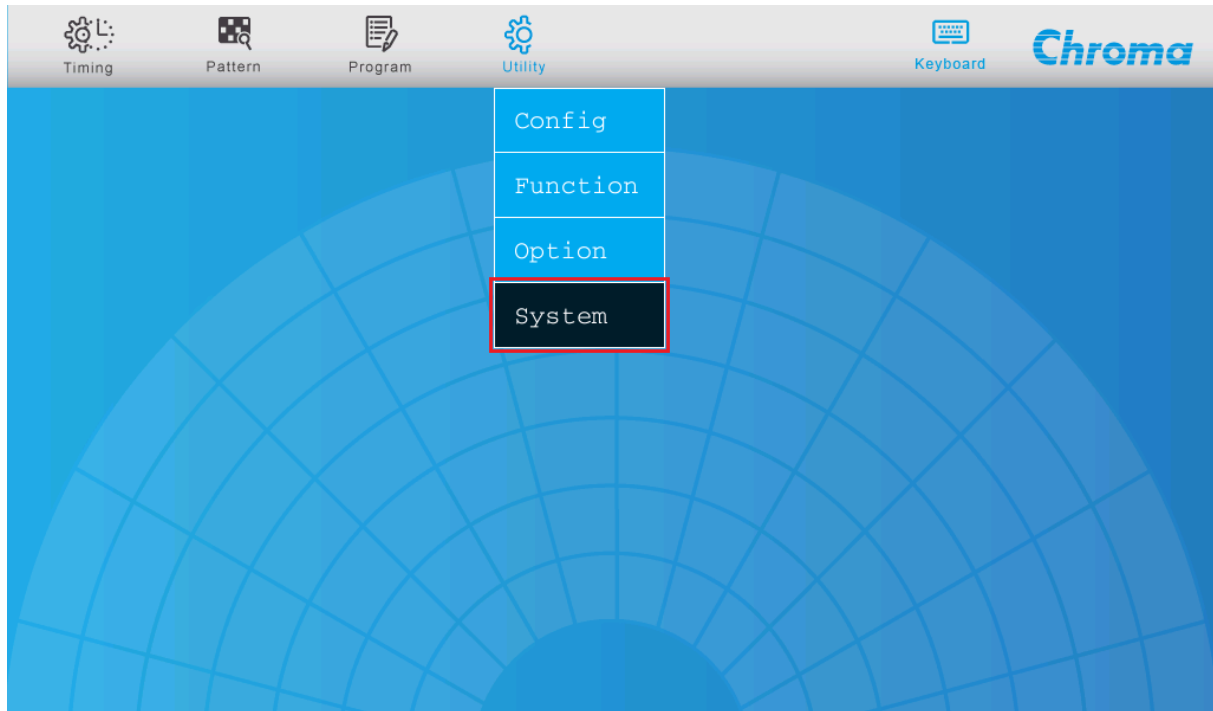 Timing
Pattern
Program
Utility
Keyboard
Chroma
Config
Function
Option
System